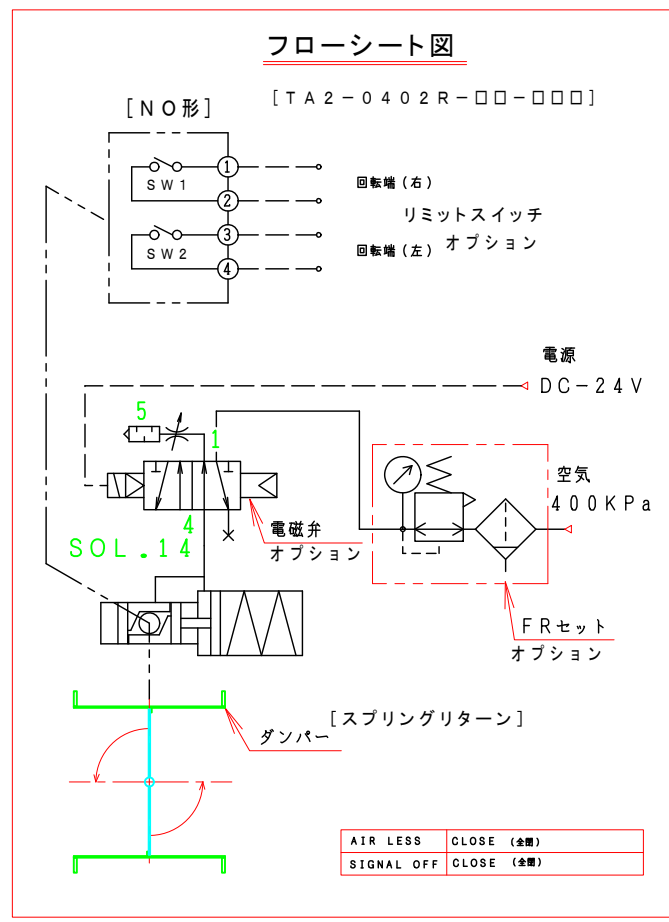 フローシート図
[TA2-0402R-□□-□□□]
[NO形]
1
SW1
2
3
SW2
4
回転端(右)
リミットスイッチ
オプション
回転端(左)
電源
DC-24V
5
1
空気
400KPa
4
SOL.14
電磁弁
オプション
FRセット
オプション
[スプリングリターン]
ダンパー
AIR LESS CLOSE (全閉)
SIGNAL OFF CLOSE (全閉)